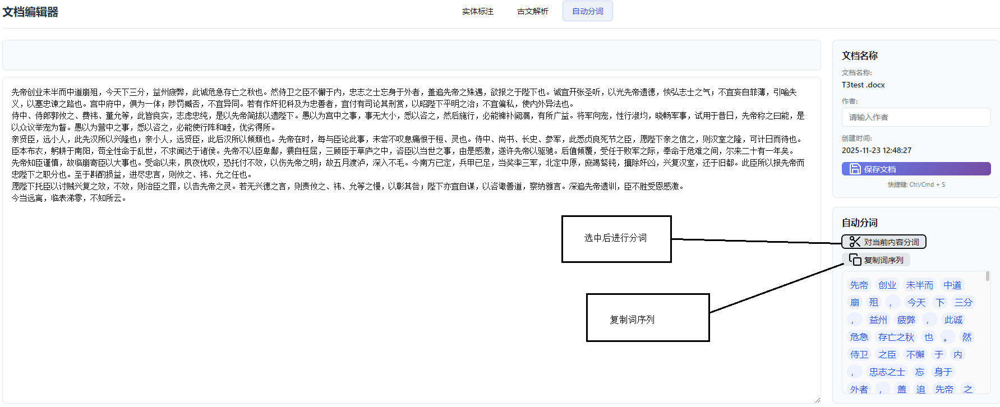 文档编辑器
实体标注
古文解析
自动分词
先帝创业未半而中道崩殂，今天下三分，益州疲弊，此诚危急存亡之秋也。然侍卫之臣不懈于内，忠志之士忘身于外者，盖追先帝之殊遇，欲报之于陛下也。诚宜开张圣听，以光先帝遗德，恢弘志士之气；不宜妄自菲薄，引喻失
义，以塞忠谏之路也。宫中府中，俱为一体；陟罚臧否，不宜异同。若有作奸犯科及为忠善者，宜付有司论其刑赏，以昭陛下平明之治；不宜偏私，使内外异法也。
侍中、侍郎郭攸之、费祎、董允等，此皆良实，志虑忠纯，是以先帝简拔以遗陛下。愚以为宫中之事，事无大小，悉以咨之，然后施行，必能裨补阙漏，有所广益。将军向宠，性行淑均，晓畅军事，试用于昔日，先帝称之曰能，是
以众议举宠为督。愚以为营中之事，悉以咨之，必能使行阵和睦，优劣得所。
亲贤臣，远小人，此先汉所以兴隆也；亲小人，远贤臣，此后汉所以倾颓也。先帝在时，每与臣论此事，未尝不叹息痛恨于桓、灵也。侍中、尚书、长史、参军，此悉贞良死节之臣，愿陛下亲之信之，则汉室之隆，可计日而待也。
臣本布衣，躬耕于南阳，苟全性命于乱世，不求闻达于诸侯。先帝不以臣卑鄙，猥自枉屈，三顾臣于草庐之中，咨臣以当世之事，由是感激，遂许先帝以驱驰。后值倾覆，受任于败军之际，奉命于危难之间，尔来二十有一年矣。
先帝知臣谨慎，故临崩寄臣以大事也。受命以来，夙夜忧叹，恐托付不效，以伤先帝之明；故五月渡泸，深入不毛。今南方已定，兵甲已足，当奖率三军，北定中原，庶竭驽钝，攘除奸凶，兴复汉室，还于旧都。此臣所以报先帝而
忠陛下之职分也。至于斟酌损益，进尽忠言，则攸之、祎、允之任也。
愿陛下托臣以讨贼兴复之效，不效，则治臣之罪，以告先帝之灵。若无兴德之言，则责攸之、祎、允等之慢，以彰其咎；陛下亦宜自谋，以咨诹善道，察纳雅言。深追先帝遗训，臣不胜受恩感激。
今当远离，临表涕零，不知所云。
选中后进行分词
复制词序列
文档名称
文档名称:
T3test .docx
作者:
请输入作者
创建时间:
2025-11-23 12:48:27
保存文档
快捷键: Ctrl/Cmd + S
自动分词
对当前内容分词
复制词序列
先帝 创业 未半而 中道
崩 殂 ， 今天 下 三分
， 益州 疲弊 ， 此诚
危急 存亡之秋 也 。 然
侍卫 之臣 不懈 于 内
， 忠志之士 忘 身于
外者 ， 盖 追 先帝 之